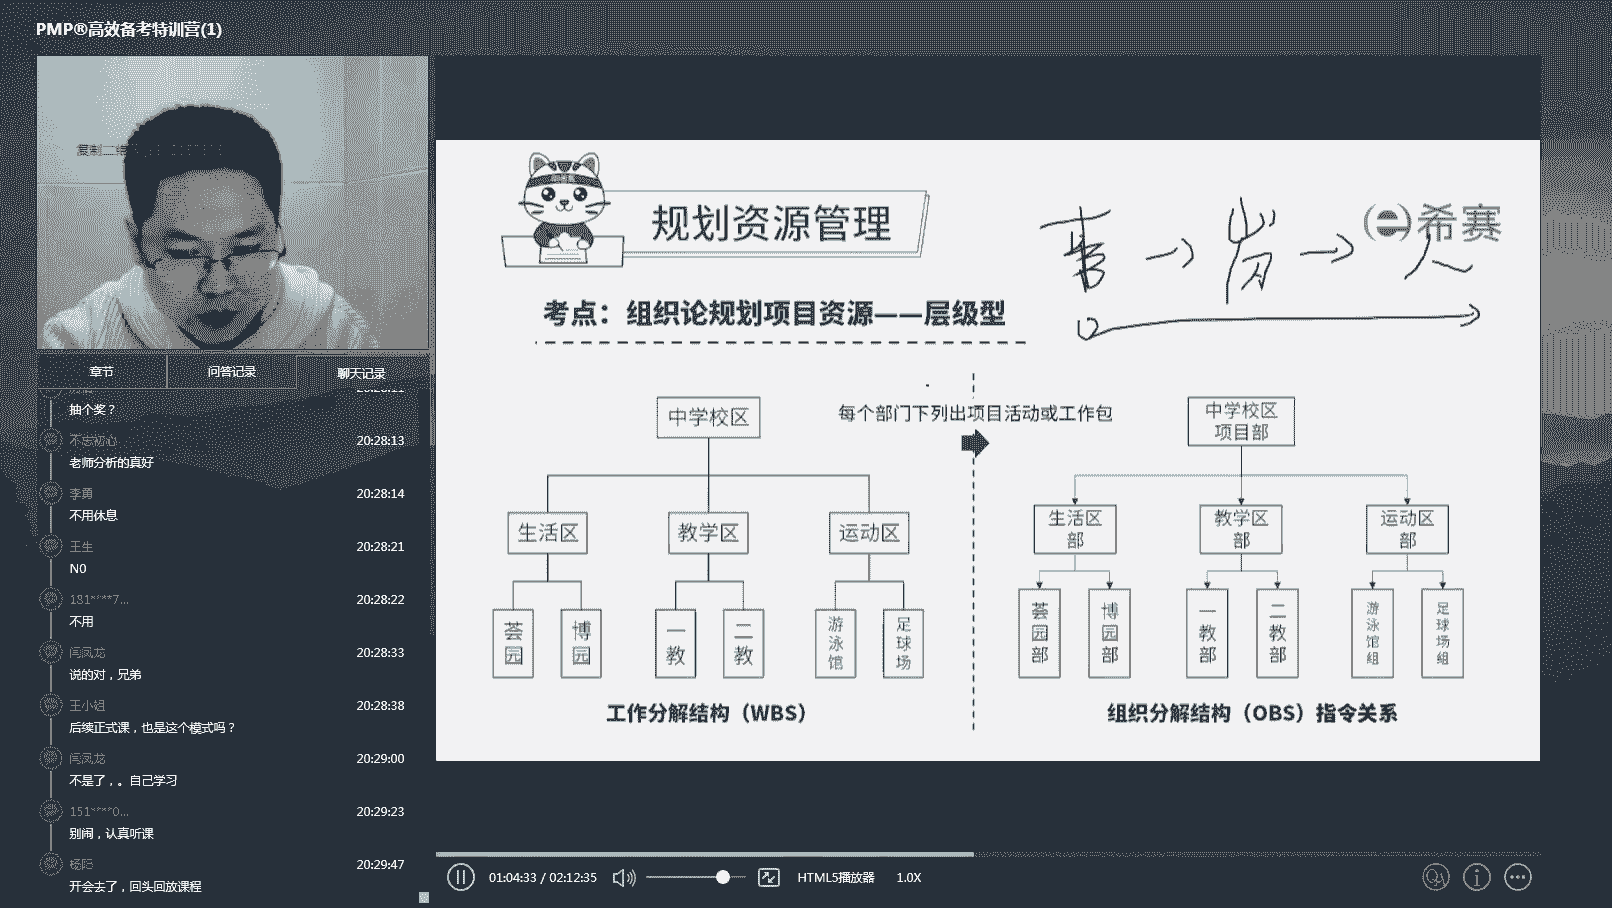 PMP®高效备考特训营(1)
复制二维
章节
问答记录
聊天记录
抽个奖？
不忘初心
20:28:13
老师分析的真好
李勇
20:28:14
不用休息
王生
20:28:21
N0
181****7...
20:28:22
不用
闫凤龙
20:28:33
说的对，兄弟
王小姐
20:28:38
后续正式课，也是这个模式吗？
闫凤龙
20:29:00
不是了，。自己学习
151****0...
20:29:23
别闹，认真听课
20:29:47
开会去了，回头回放课程
规划资源管理
希赛
事→岗→人
考点：组织论规划项目资源——层级型
每个部门下列出项目活动或工作包
中学校区
生活区
教学区
运动区
荟园
博园
一教
二教
游泳馆
足球场
工作分解结构（WBS）
中学校区
项目部
生活区
部
教学区
部
运动区
部
荟园部
博园部
一教部
二教部
游泳馆組
足球场組
组织分解结构（OBS）指令关系
01:04:33 / 02:12:35
HTML5播放器
1.0X